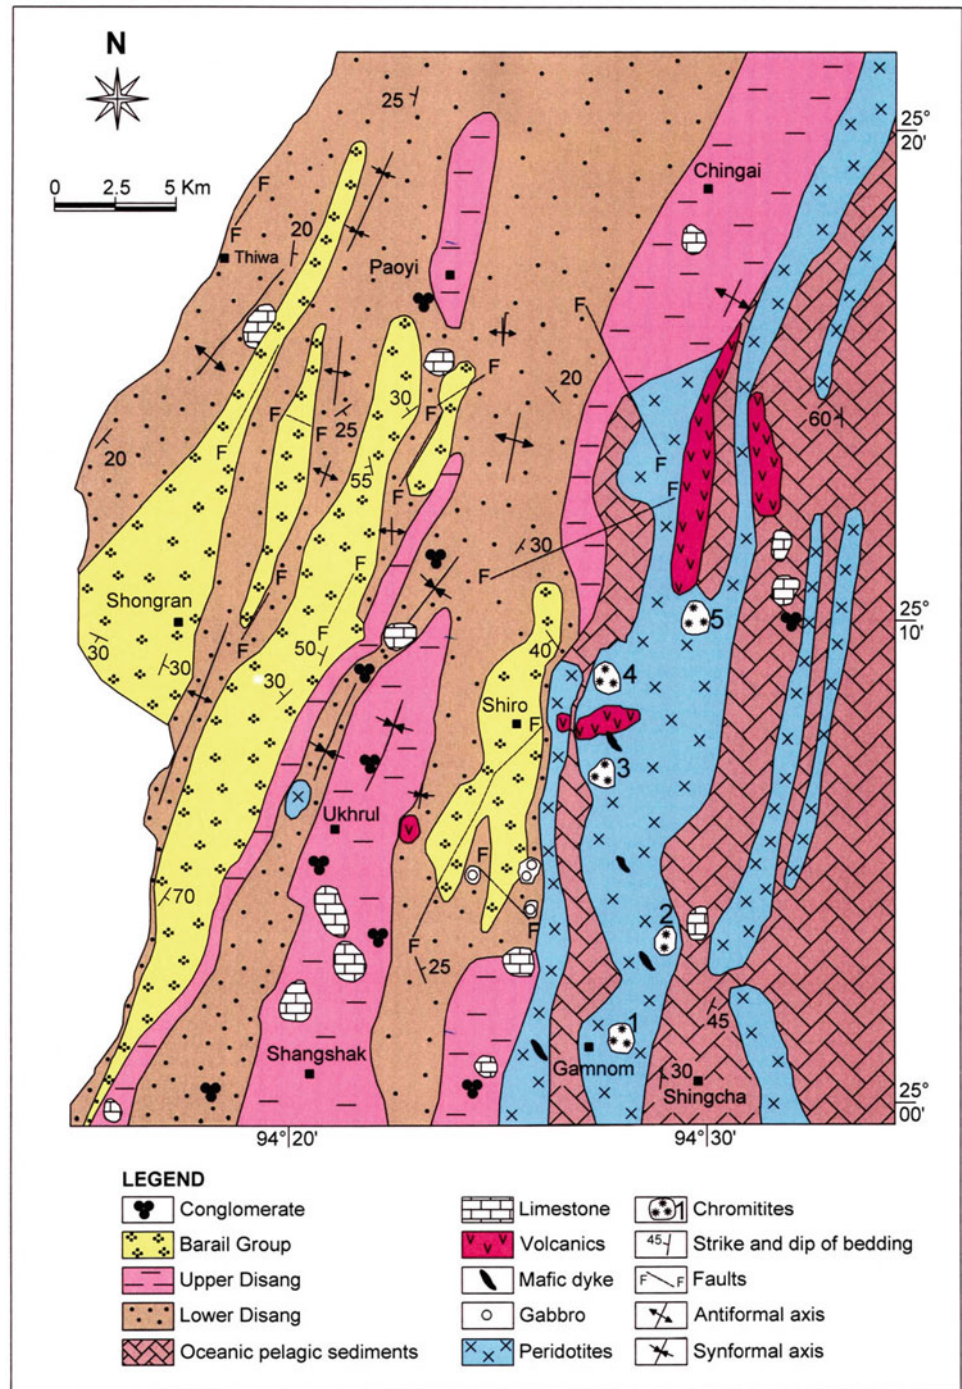 N
0 2.5 5 Km
25°
20'
25
Chingai
F
20
F
Thiwa
Paoyi
F
F
20
30
F
F
F
25
60
20
F
55
F
F
F
30
F
F
Shongran
F
5
25°
10'
30
30
F
50
F
40
4
30
Shiro
F
3
Ukhrul
V
F
70
2
F
F
25
45
1
Shangshak
Gamnom
30
Shingcha
25°
00'
94°20'
94°30'
LEGEND
Conglomerate
Limestone
1 Chromitites
Barail Group
Volcanics
45 Strike and dip of bedding
Upper Disang
Mafic dyke
F F Faults
Lower Disang
Gabbro
Antiformal axis
Oceanic pelagic sediments
Peridotites
Synformal axis